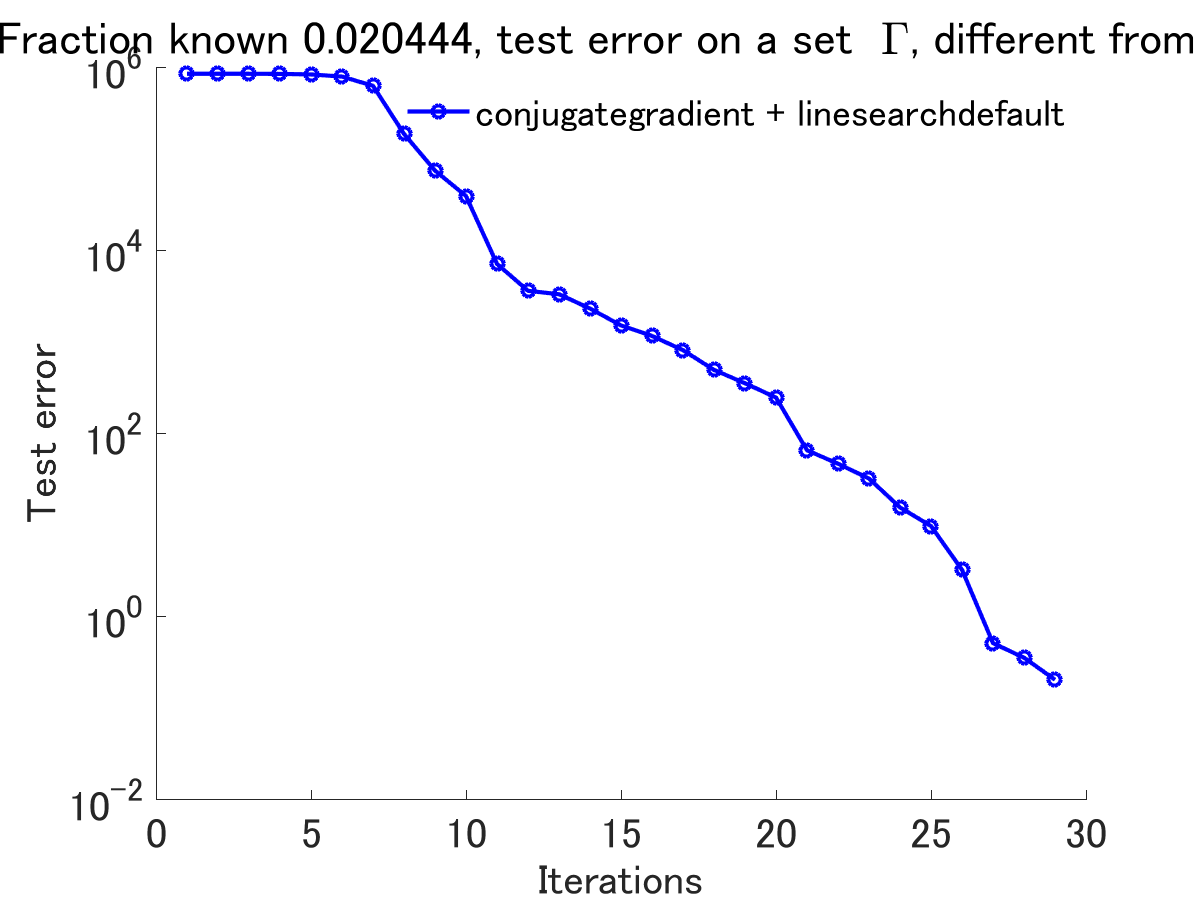 Fraction known 0.020444, test error on a set Γ, different from
10^6
conjugategradient + linesearchdefault
10^4
10^2
10^0
10^-2
Test error
0 5 10 15 20 25 30
Iterations